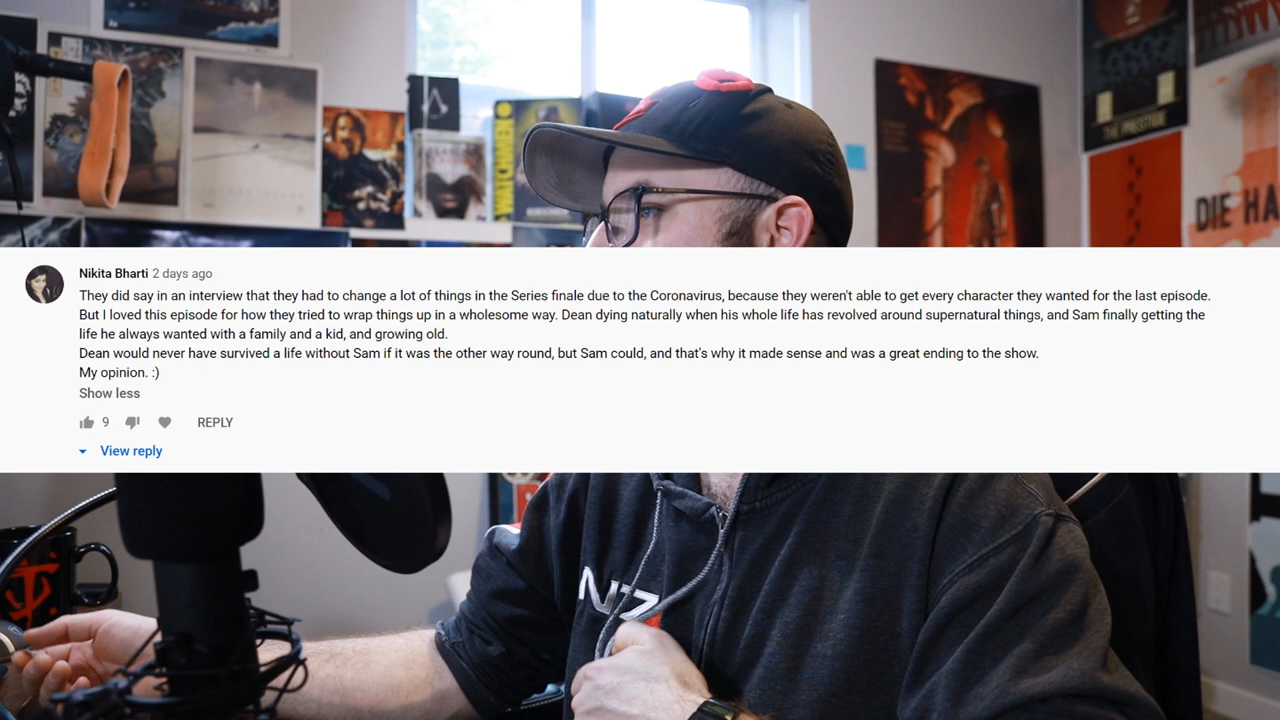 THE PRESTIGE
DIE HA
Nikita Bharti 2 days ago
They did say in an interview that they had to change a lot of things in the Series finale due to the Coronavirus, because they weren't able to get every character they wanted for the last episode.
But I loved this episode for how they tried to wrap things up in a wholesome way. Dean dying naturally when his whole life has revolved around supernatural things, and Sam finally getting the
life he always wanted with a family and a kid, and growing old.
Dean would never have survived a life without Sam if it was the other way round, but Sam could, and that's why it made sense and was a great ending to the show.
My opinion. :)
Show less
9 REPLY
View reply
N7